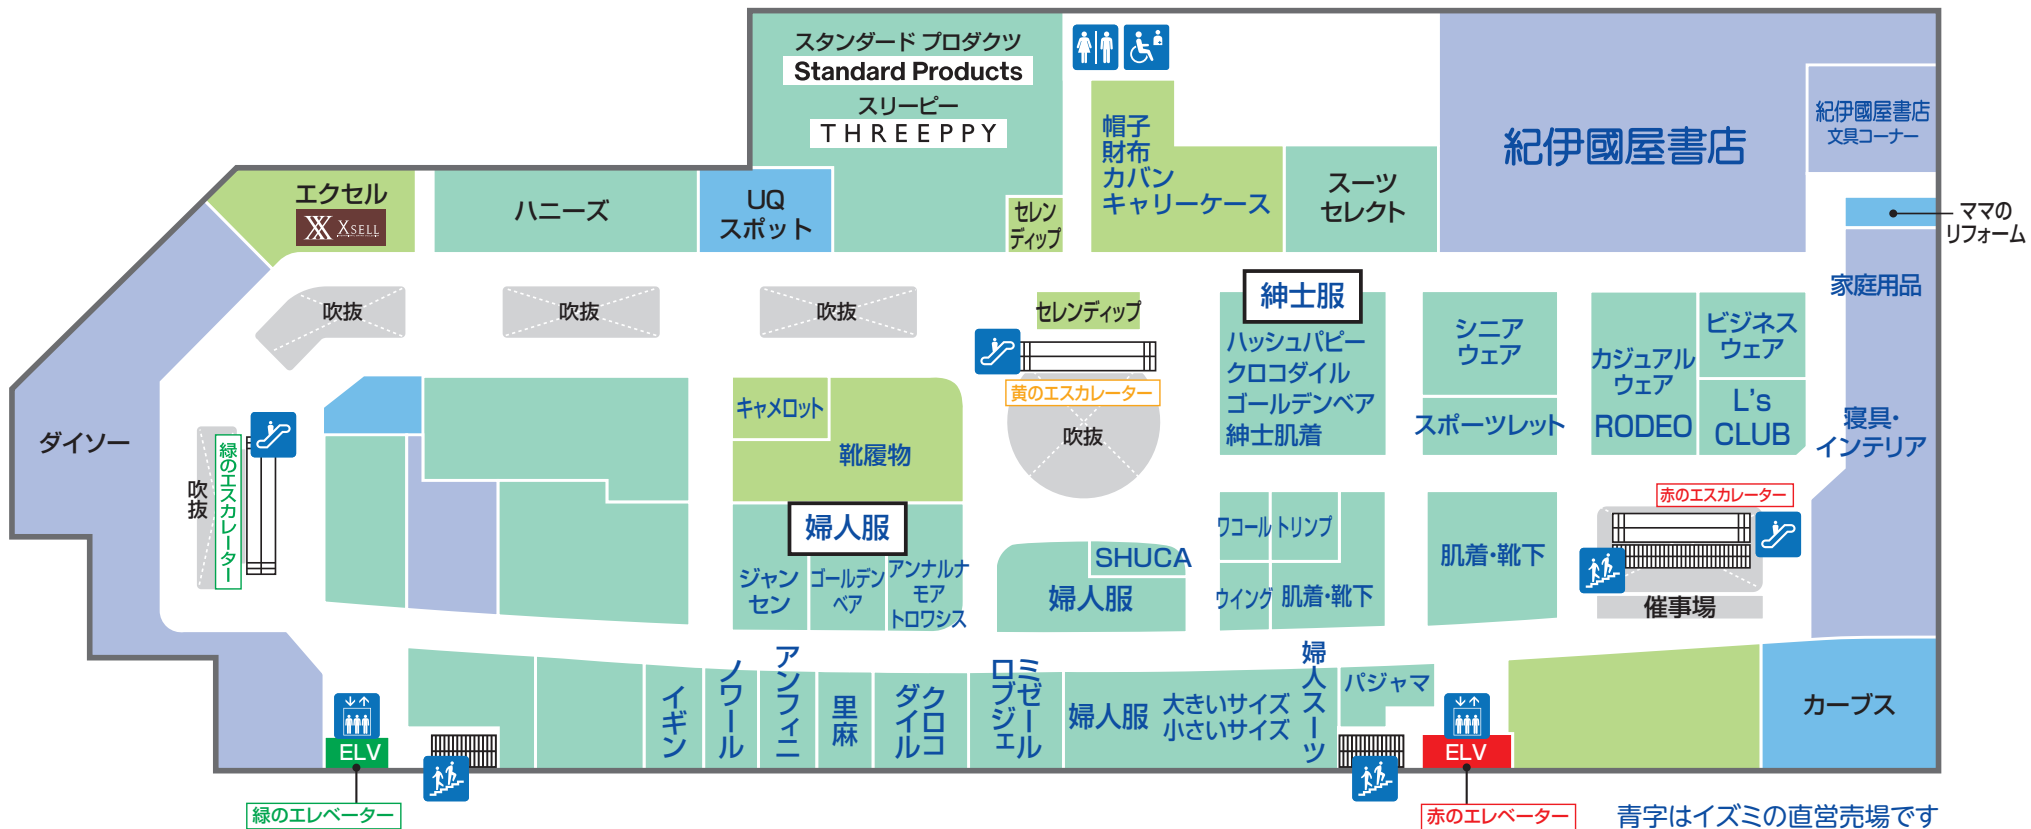 スタンダード プロダクツ
Standard Products
スリーピー
THREEPPY
帽子
財布
カバン
キャリーケース
スーツ
セレクト
紀伊國屋書店
紀伊國屋書店
文具コーナー
エクセル
XSELL
ハニーズ
UQ
スポット
セレン
ディップ
ママの
リフォーム
家庭用品
吹抜
吹抜
吹抜
セレンディップ
黄のエスカレーター
吹抜
紳士服
ハッシュパピー
クロコダイル
ゴールデンベア
紳士肌着
シニア
ウェア
スポーツレット
カジュアル
ウェア
RODEO
ビジネス
ウェア
L's
CLUB
寝具・
インテリア
ダイソー
吹抜
緑のエスカレーター
キャメロット
靴履物
婦人服
ジャン
セン
ゴールデン
ベア
アンナルナ
モア
トロワシス
SHUCA
婦人服
ワコール
トリンプ
ウイング
肌着・靴下
肌着・靴下
赤のエスカレーター
催事場
イギン
ノワール
アンフィニ
里麻
クロコ
ダイル
ミゼール
ロブジェ
婦人服
大きいサイズ
小さいサイズ
婦人スーツ
パジャマ
カーブス
ELV
緑のエレベーター
ELV
赤のエレベーター
青字はイズミの直営売場です